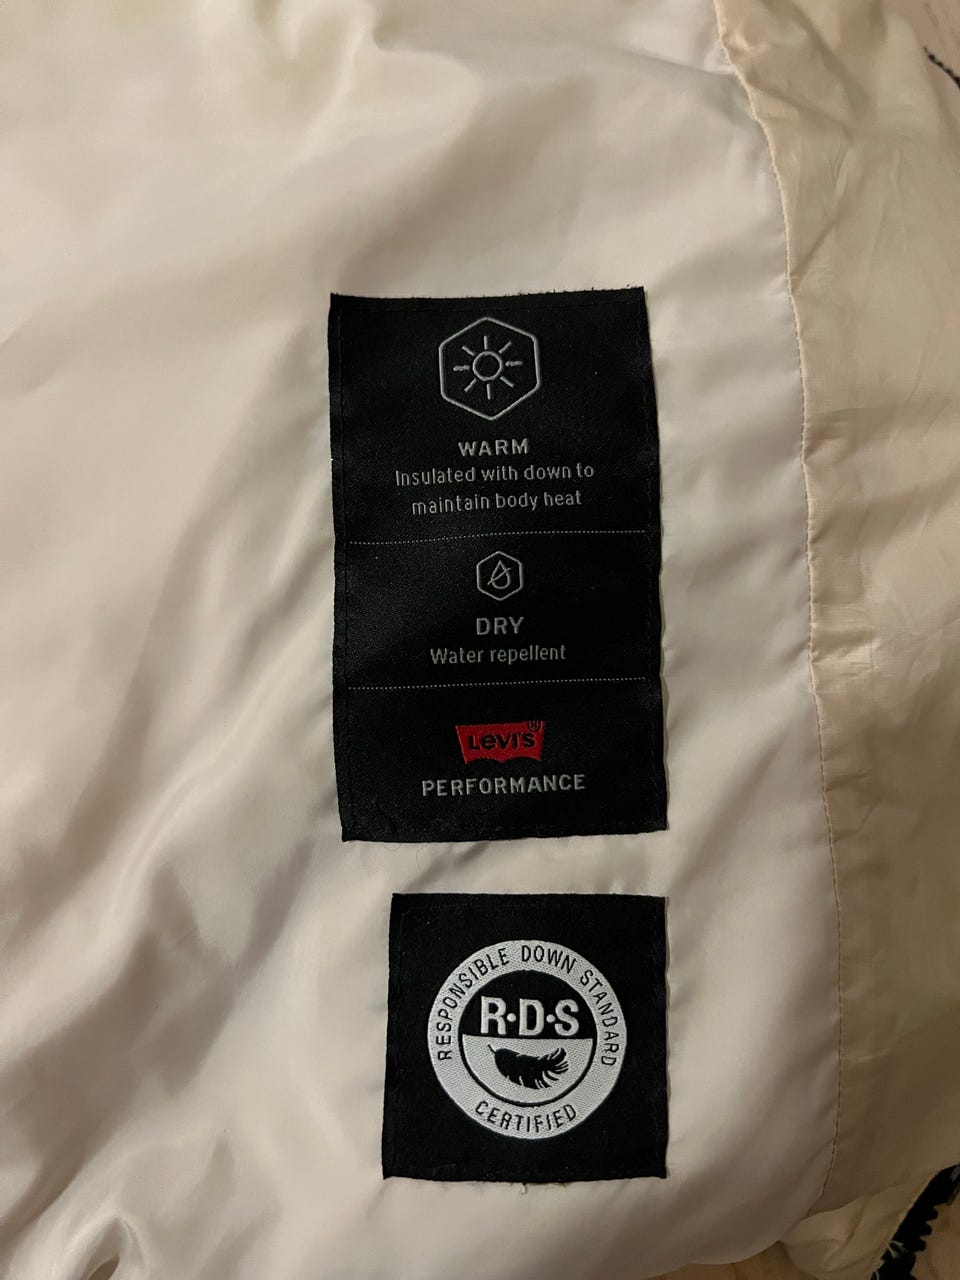 WARM
Insulated with down to
maintain body heat
DRY
Water repellent
Levi's®
PERFORMANCE
RESPONSIBLE DOWN STANDARD
R·D·S
CERTIFIED